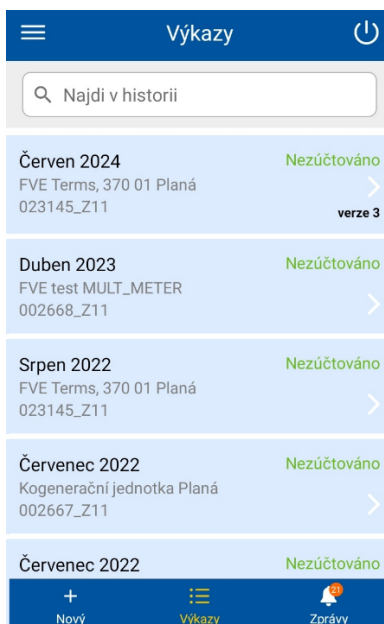 Výkazy
Najdi v historii
Červen 2024 Nezúčtováno
FVE Terms, 370 01 Planá
023145_Z11 verze 3
Duben 2023 Nezúčtováno
FVE test MULT_METER
002668_Z11
Srpen 2022 Nezúčtováno
FVE Terms, 370 01 Planá
023145_Z11
Červenec 2022 Nezúčtováno
Kogenerační jednotka Planá
002667_Z11
Červenec 2022 Nezúčtováno
21
Nový Výkazy Zprávy